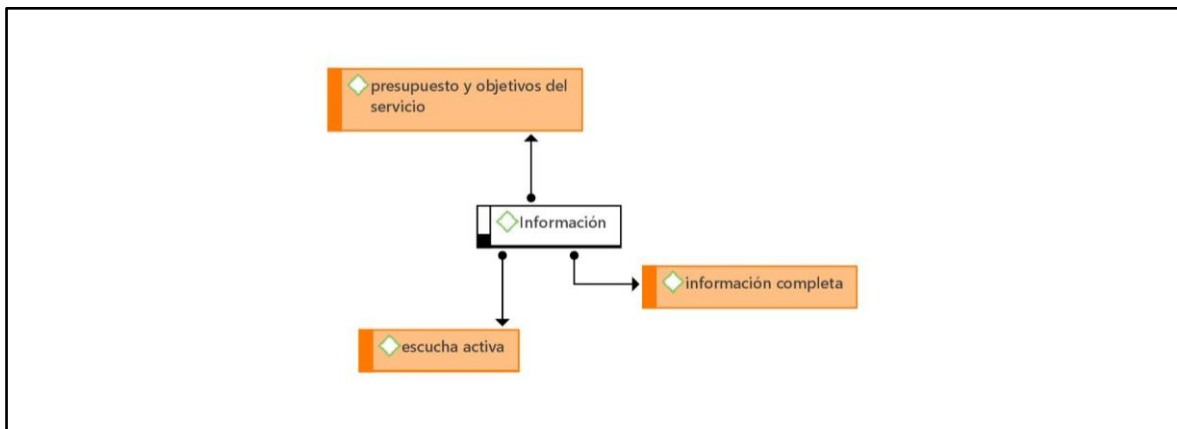 presupuesto y objetivos del
servicio
Información
información completa
escucha activa